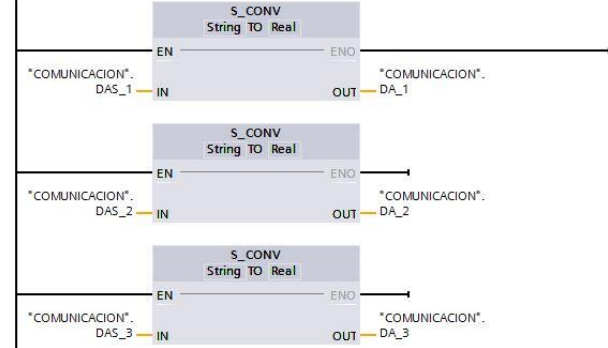 S_CONV
String TO Real
EN ENO
"COMUNICACION". "COMUNICACION".
DAS_1 IN OUT DA_1
S_CONV
String TO Real
EN ENO
"COMUNICACION". "COMUNICACION".
DAS_2 IN OUT DA_2
S_CONV
String TO Real
EN ENO
"COMUNICACION". "COMUNICACION".
DAS_3 IN OUT DA_3